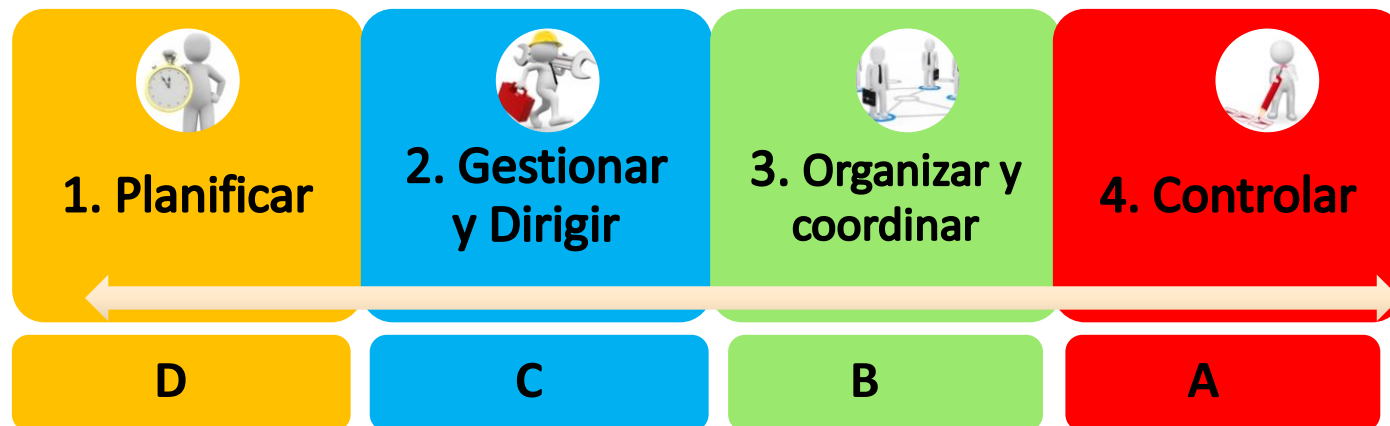 1. Planificar
2. Gestionar
y Dirigir
3. Organizar y
coordinar
4. Controlar
D
C
B
A